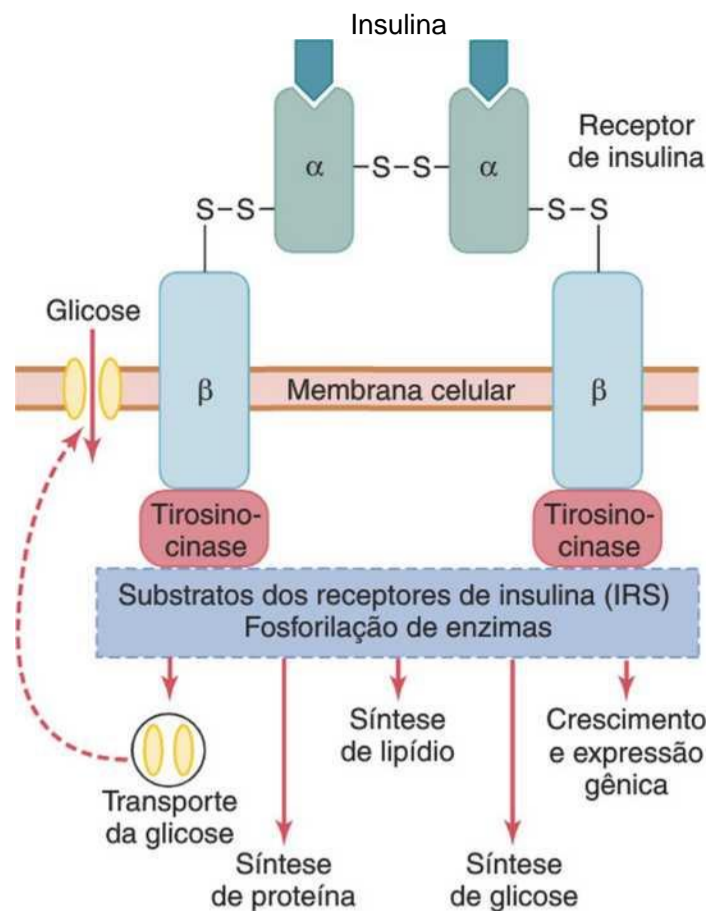 Insulina
Receptor
de insulina
α
S-S
α
S-S
S-S
Glicose
β
Membrana celular
β
Tirosino-
cinase
Tirosino-
cinase
Substratos dos receptores de insulina (IRS)
Fosforilação de enzimas
Transporte
da glicose
Síntese
de proteína
Síntese
de lipídio
Síntese
de glicose
Crescimento
e expressão
gênica